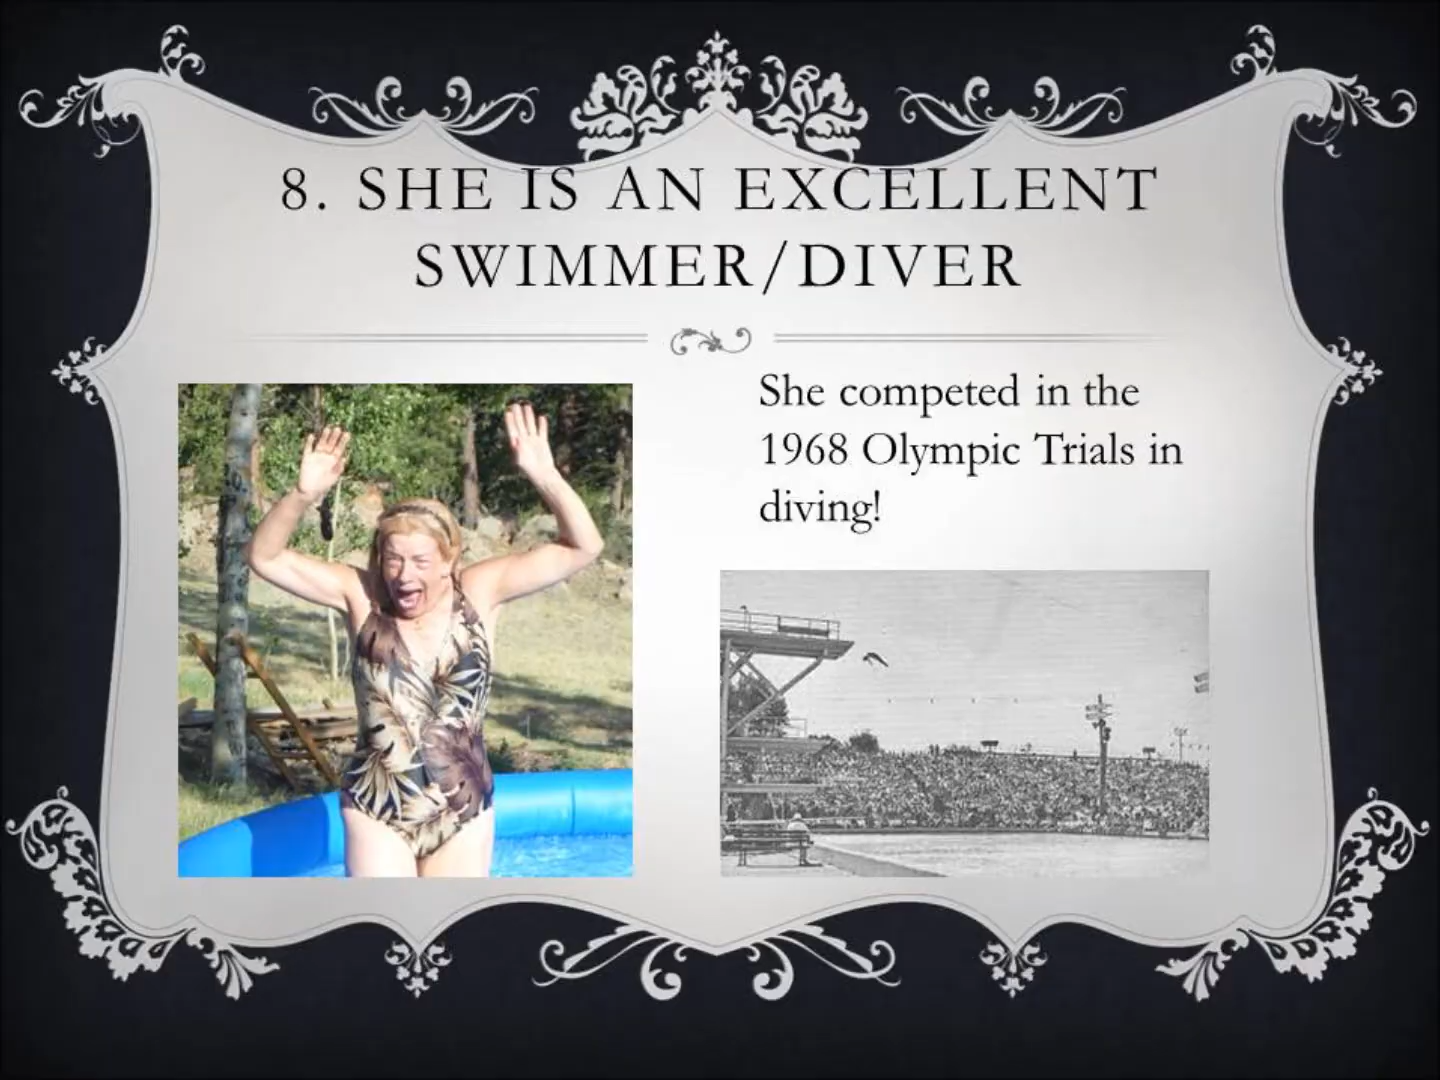 8. SHE IS AN EXCELLENT
SWIMMER/DIVER
She competed in the
1968 Olympic Trials in
diving!